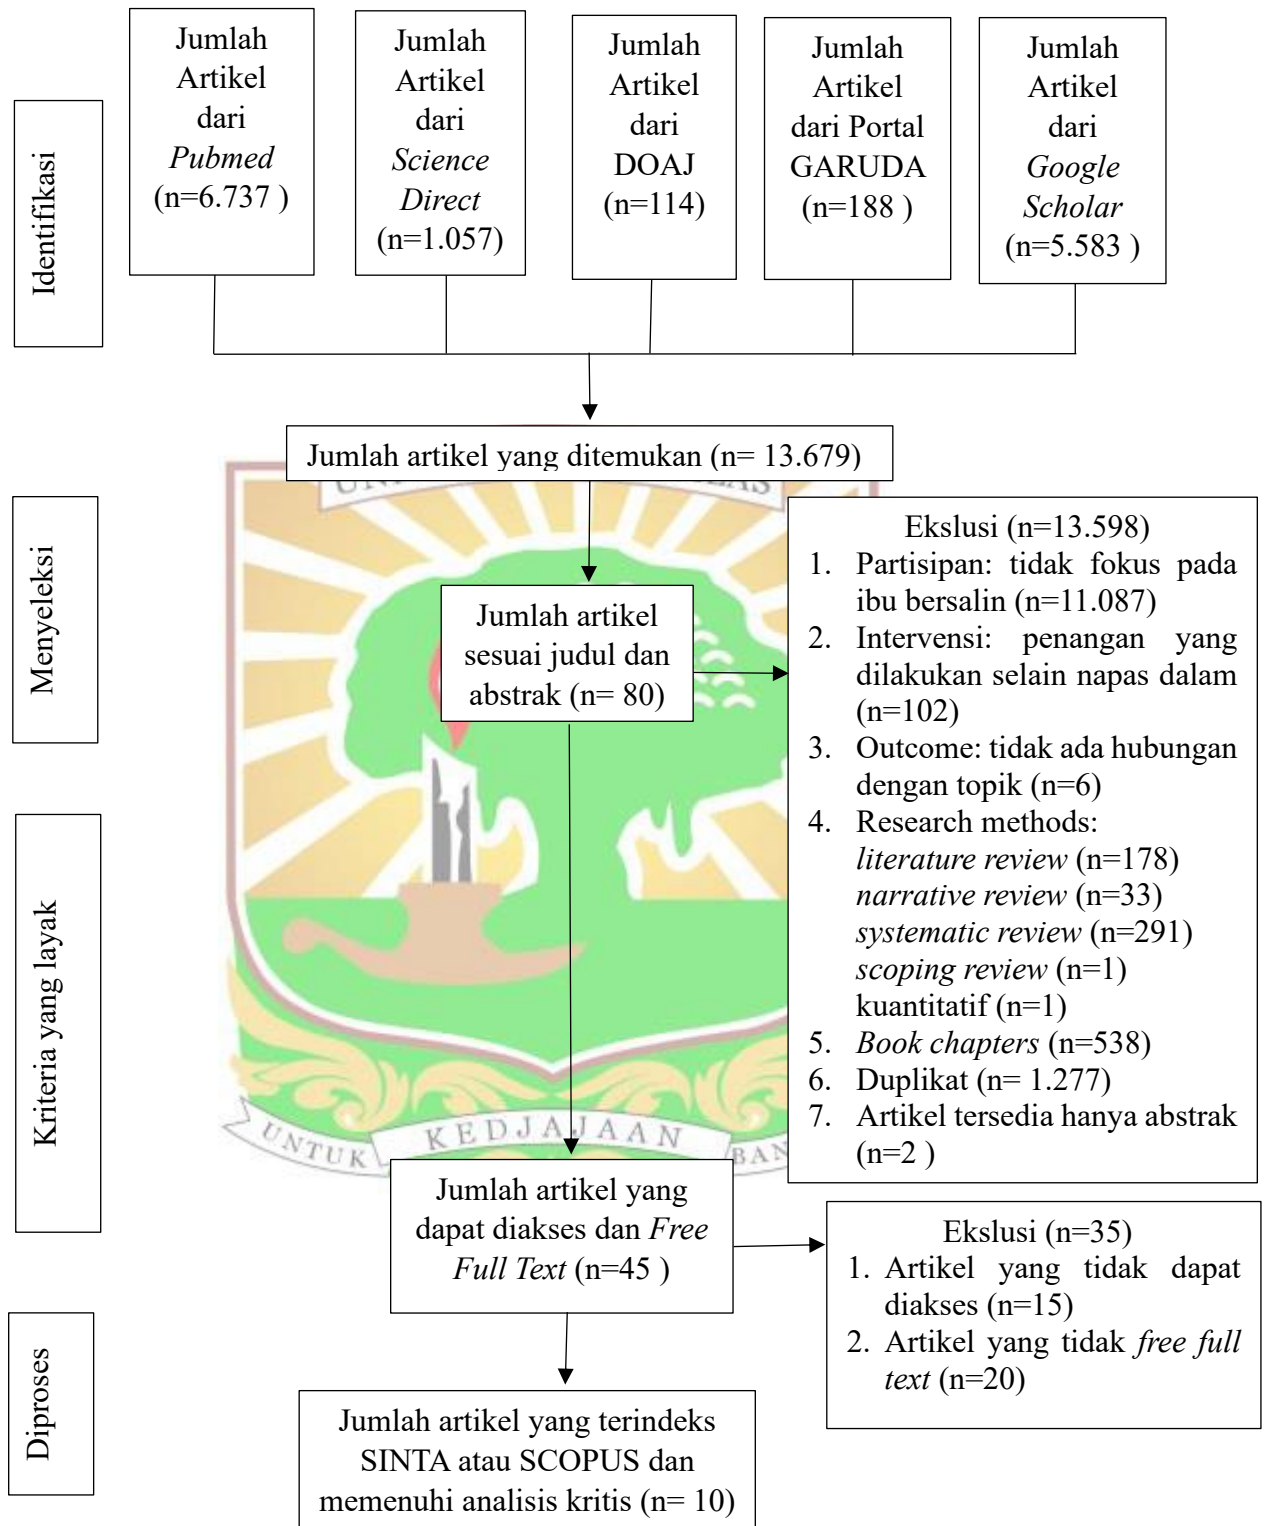 Identifikasi
Jumlah
Artikel
dari
Pubmed
(n=6.737 )
Jumlah
Artikel
dari
Science
Direct
(n=1.057)
Jumlah
Artikel
dari
DOAJ
(n=114)
Jumlah
Artikel
dari Portal
GARUDA
(n=188 )
Jumlah
Artikel
dari
Google
Scholar
(n=5.583 )
Jumlah artikel yang ditemukan (n= 13.679)
Menyeleksi
Jumlah artikel
sesuai judul dan
abstrak (n= 80)
Ekslusi (n=13.598)
1. Partisipan: tidak fokus pada
ibu bersalin (n=11.087)
2. Intervensi: penangan yang
dilakukan selain napas dalam
(n=102)
3. Outcome: tidak ada hubungan
dengan topik (n=6)
4. Research methods:
literature review (n=178)
narrative review (n=33)
systematic review (n=291)
scoping review (n=1)
kuantitatif (n=1)
5. Book chapters (n=538)
6. Duplikat (n= 1.277)
7. Artikel tersedia hanya abstrak
(n=2 )
Kriteria yang layak
UNTUK KEDJAJAAN
Jumlah artikel yang
dapat diakses dan Free
Full Text (n=45 )
Ekslusi (n=35)
1. Artikel yang tidak dapat
diakses (n=15)
2. Artikel yang tidak free full
text (n=20)
Diproses
Jumlah artikel yang terindeks
SINTA atau SCOPUS dan
memenuhi analisis kritis (n= 10)